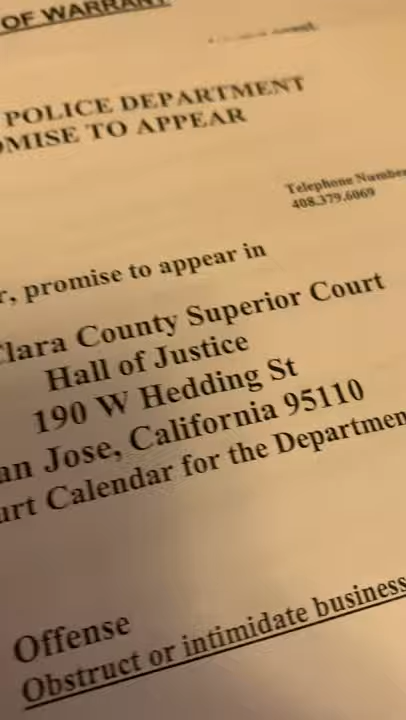 OF WARRANT
POLICE DEPARTMENT
OMISE TO APPEAR
Telephone Number
408.379.6069
r, promise to appear in
Clara County Superior Court
Hall of Justice
190 W Hedding St
an Jose, California 95110
urt Calendar for the Departmen
Offense
Obstruct or intimidate business